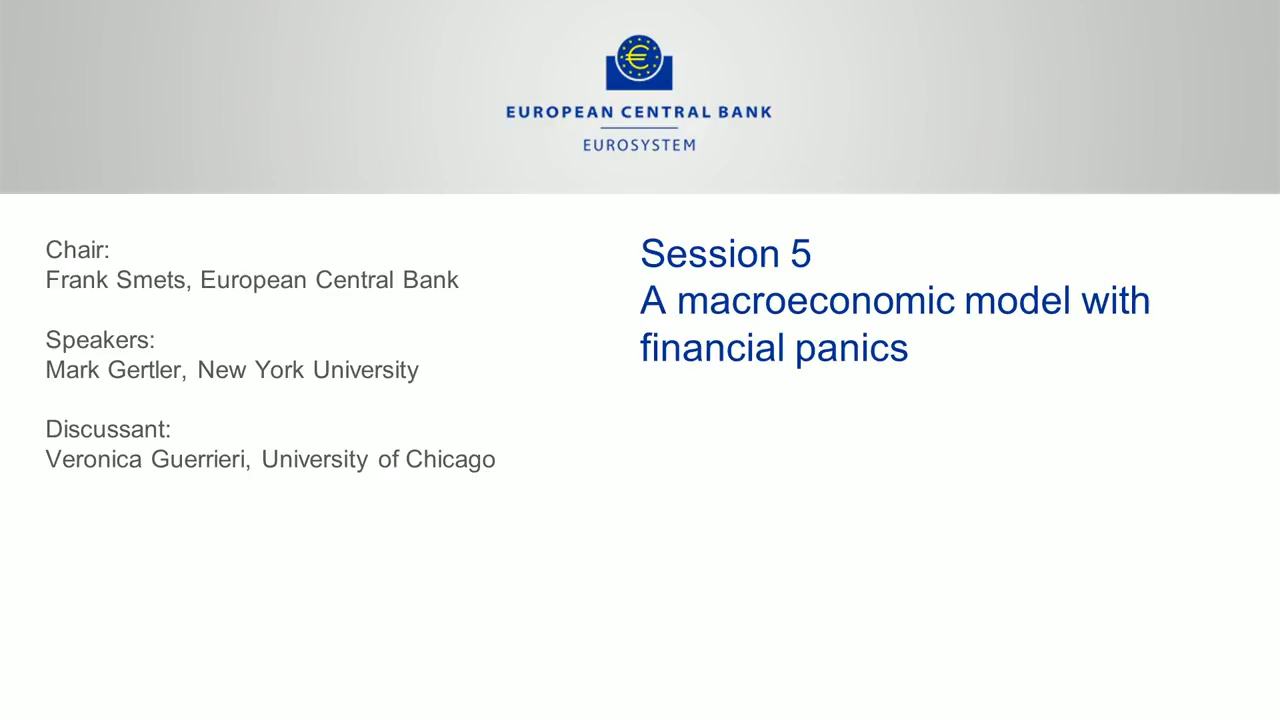 €
EUROPEAN CENTRAL BANK
EUROSYSTEM
Chair:
Frank Smets, European Central Bank
Speakers:
Mark Gertler, New York University
Discussant:
Veronica Guerrieri, University of Chicago
Session 5
A macroeconomic model with
financial panics